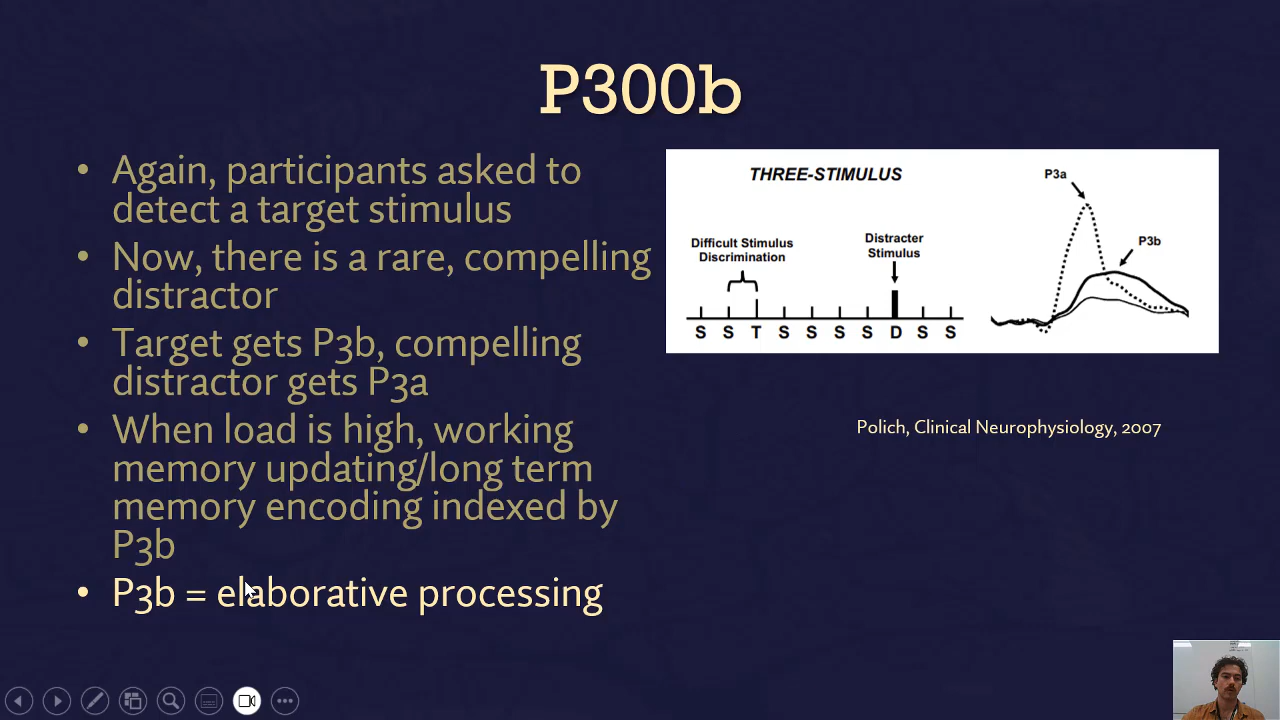 P300b
• Again, participants asked to
detect a target stimulus
• Now, there is a rare, compelling
distractor
• Target gets P3b, compelling
distractor gets P3a
• When load is high, working
memory updating/long term
memory encoding indexed by
P3b
• P3b = elaborative processing
THREE-STIMULUS
Difficult Stimulus
Discrimination
Distracter
Stimulus
S S T S S S S D S S
P3a
P3b
Polich, Clinical Neurophysiology, 2007